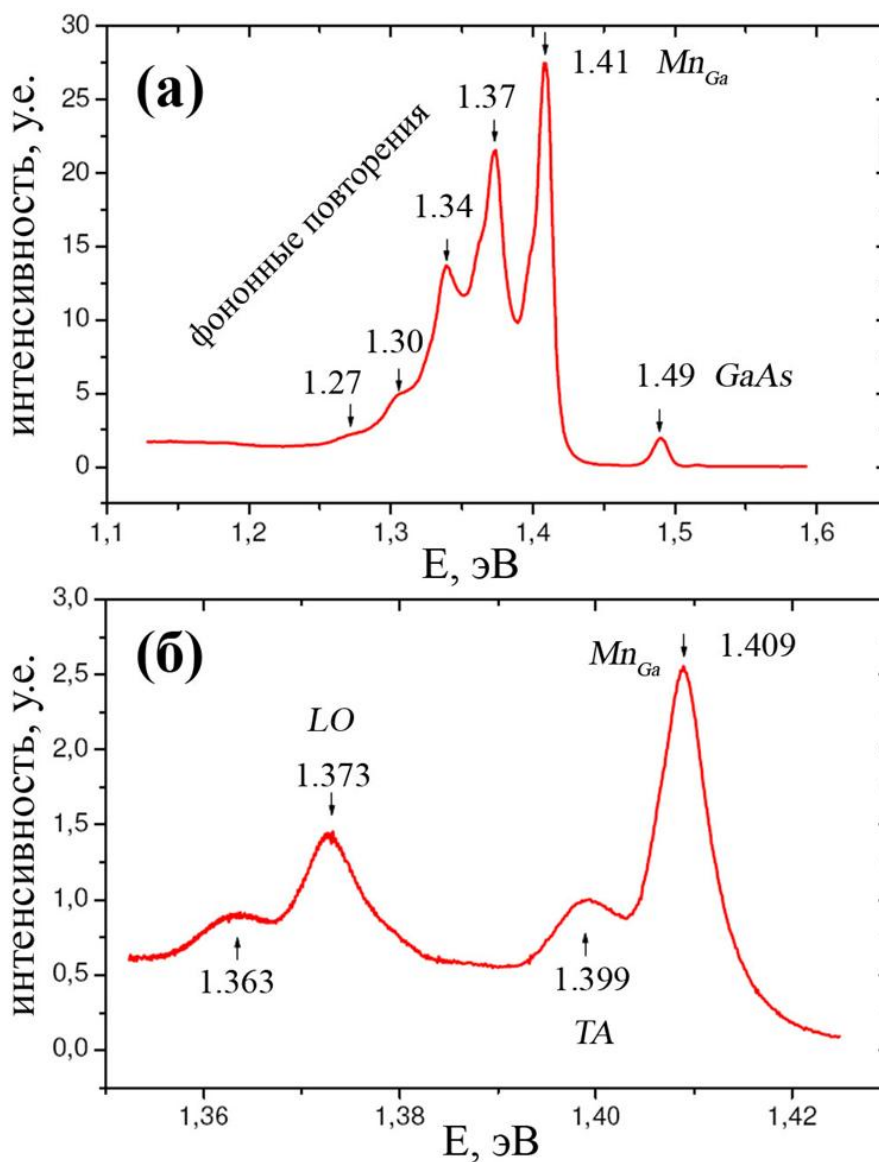 (а)
30
25
20
15
10
5
0
интенсивность, у.е.
фононные повторения
1.27
1.30
1.34
1.37
1.41 Mn_Ga
1.49 GaAs
1,1 1,2 1,3 1,4 1,5 1,6
Е, эВ
(б)
3,0
2,5
2,0
1,5
1,0
0,5
0,0
интенсивность, у.е.
Mn_Ga 1.409
LO
1.373
1.363
1.399
TA
1,36 1,38 1,40 1,42
Е, эВ